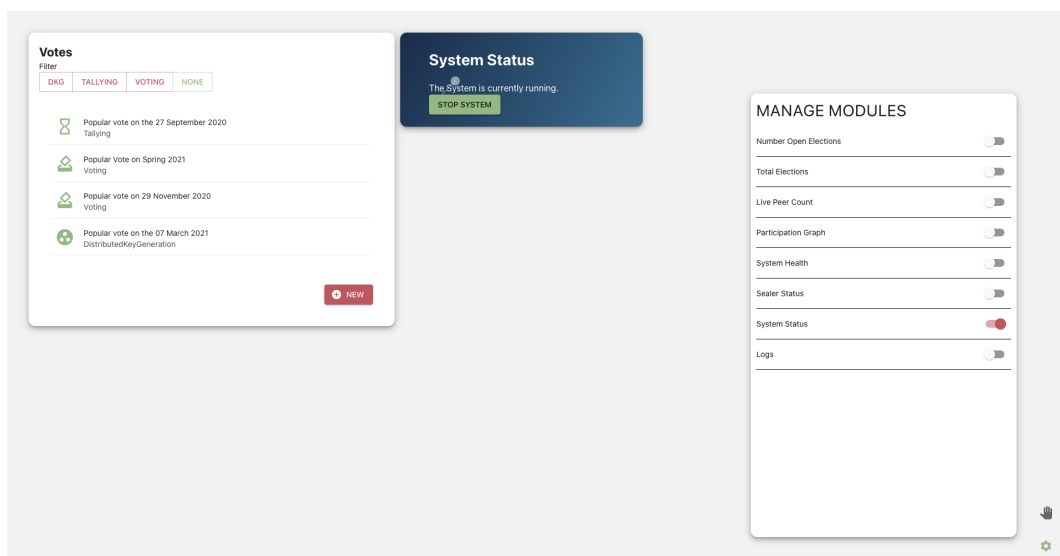 Votes
Filter
DKG TALLYING VOTING NONE
Popular vote on the 27 September 2020
Tallying
Popular Vote on Spring 2021
Voting
Popular vote on 29 November 2020
Voting
Popular vote on the 07 March 2021
DistributedKeyGeneration
NEW
System Status
The System is currently running.
STOP SYSTEM
MANAGE MODULES
Number Open Elections
Total Elections
Live Peer Count
Participation Graph
System Health
Sealer Status
System Status
Logs